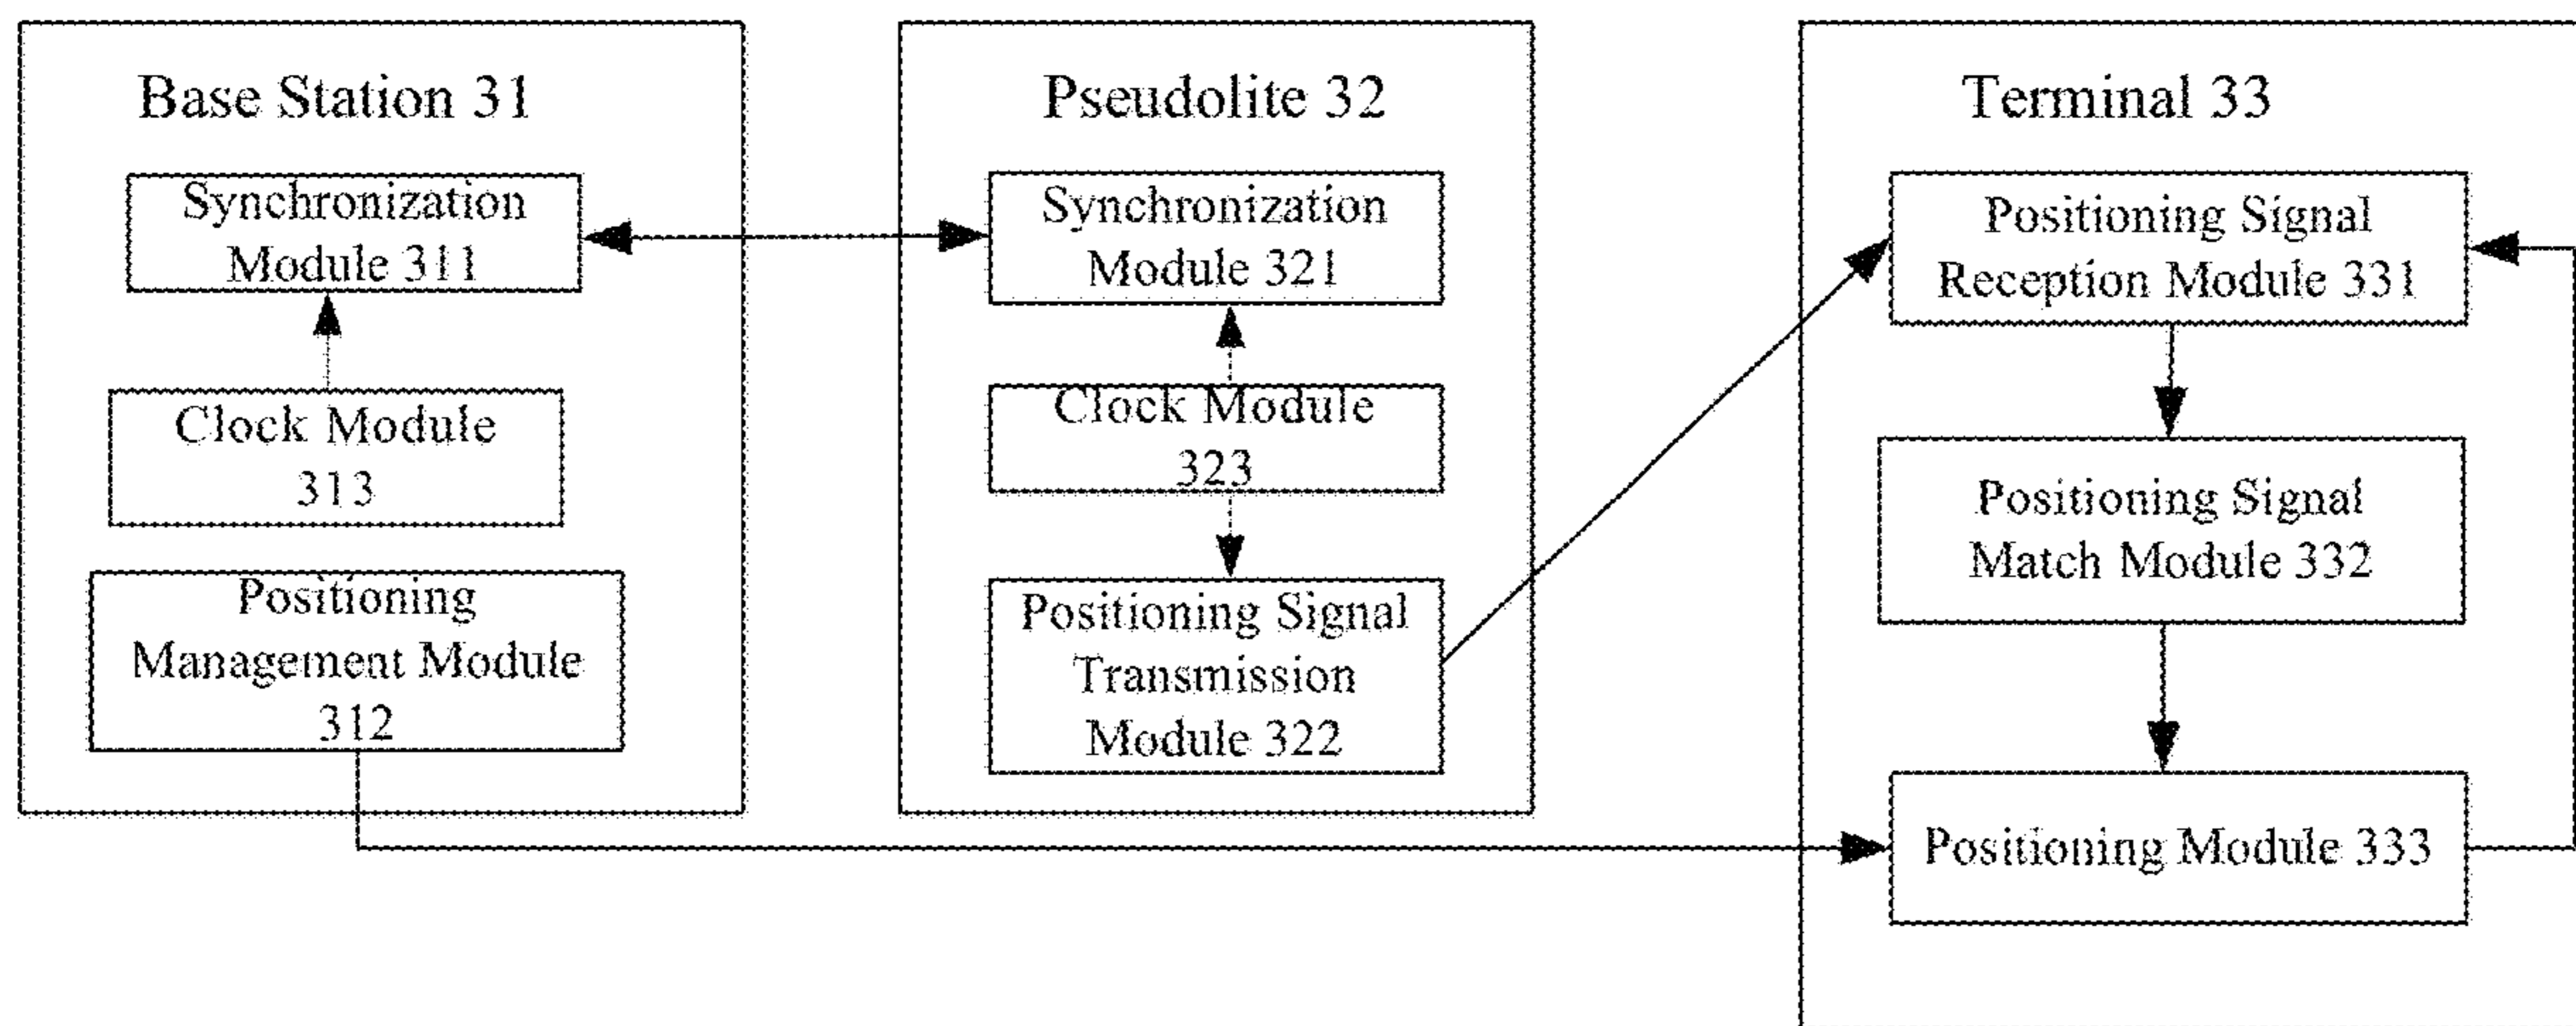 Base Station 31
Synchronization
Module 311
Clock Module
313
Positioning
Management Module
312
Pseudolite 32
Synchronization
Module 321
Clock Module
323
Positioning Signal
Transmission
Module 322
Terminal 33
Positioning Signal
Reception Module 331
Positioning Signal
Match Module 332
Positioning Module 333